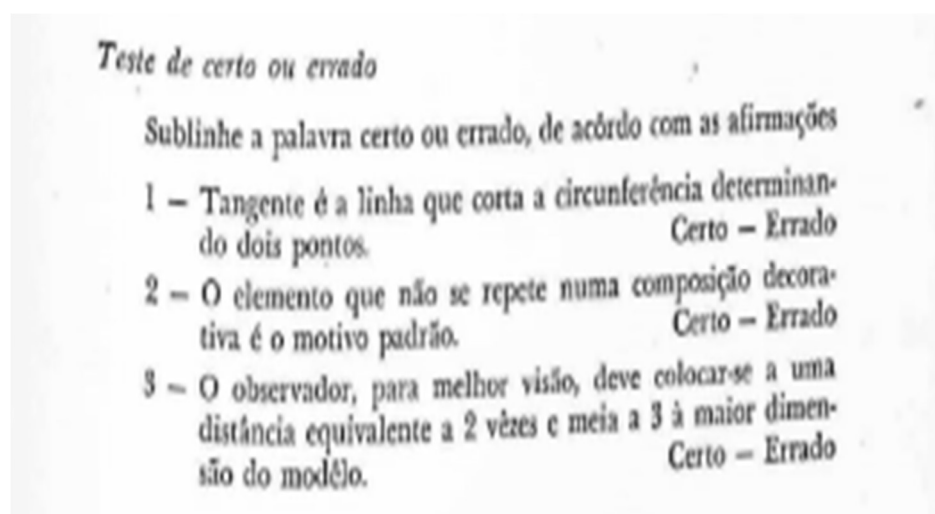 Teste de certo ou errado
Sublinhe a palavra certo ou errado, de acôrdo com as afirmações
1 — Tangente é a linha que corta a circunferência determinan-
do dois pontos. Certo — Errado
2 — O elemento que não se repete numa composição decora-
tiva é o motivo padrão. Certo — Errado
3 — O observador, para melhor visão, deve colocar-se a uma
distância equivalente a 2 vêzes e meia a 3 à maior dimen-
são do modêlo. Certo — Errado